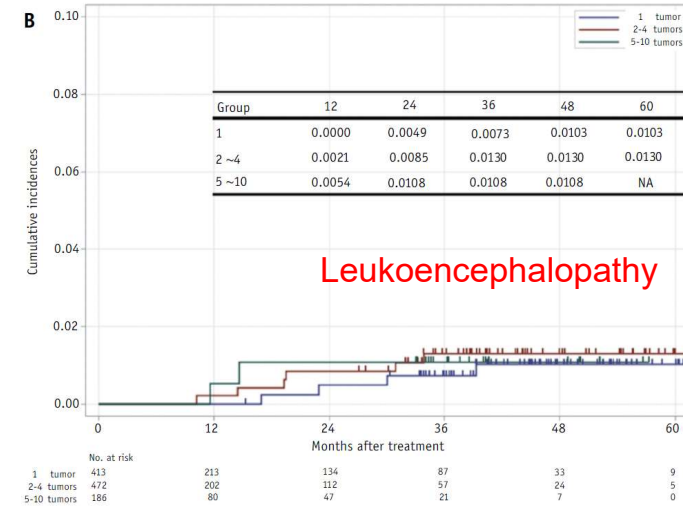 B
0.10
1 tumor
2-4 tumors
5-10 tumors
0.08
Group 12 24 36 48 60
1 0.0000 0.0049 0.0073 0.0103 0.0103
2 ~4 0.0021 0.0085 0.0130 0.0130 0.0130
5 ~10 0.0054 0.0108 0.0108 0.0108 NA
Cumulative incidences
0.06
0.04
Leukoencephalopathy
0.02
0.00
0 12 24 36 48 60
Months after treatment
No. at risk
1 tumor 413 213 134 87 33 9
2-4 tumors 472 202 112 57 24 5
5-10 tumors 186 80 47 21 7 0